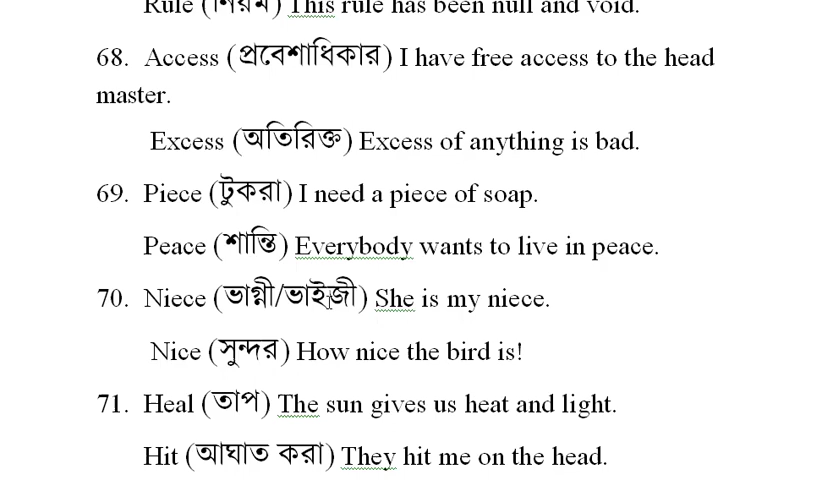 Rule (নিয়ম) This rule has been null and void.
68. Access (প্রবেশাধিকার) I have free access to the head
master.
Excess (অতিরিক্ত) Excess of anything is bad.
69. Piece (টুকরা) I need a piece of soap.
Peace (শান্তি) Everybody wants to live in peace.
70. Niece (ভাগ্নী/ভাইজী) She is my niece.
Nice (সুন্দর) How nice the bird is!
71. Heal (তাপ) The sun gives us heat and light.
Hit (আঘাত করা) They hit me on the head.